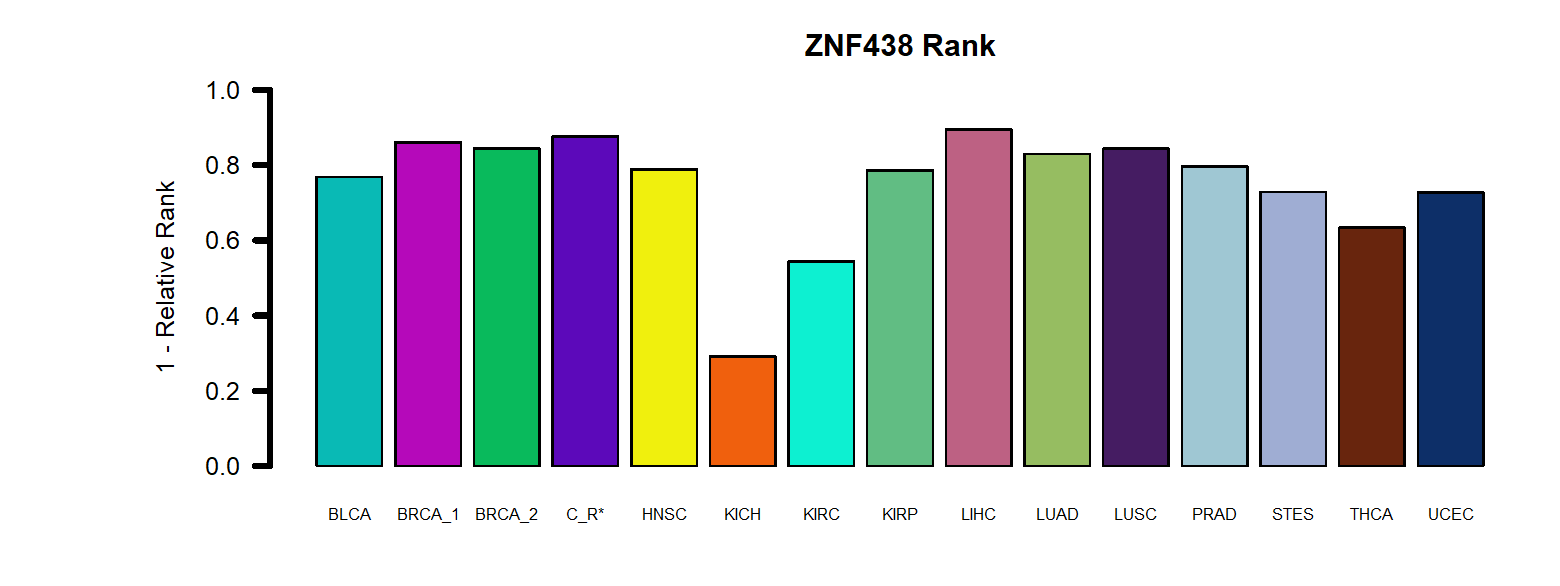 ZNF438 Rank
1 - Relative Rank
1.0
0.8
0.6
0.4
0.2
0.0
BLCA BRCA_1 BRCA_2 C_R* HNSC KICH KIRC KIRP LIHC LUAD LUSC PRAD STES THCA UCEC